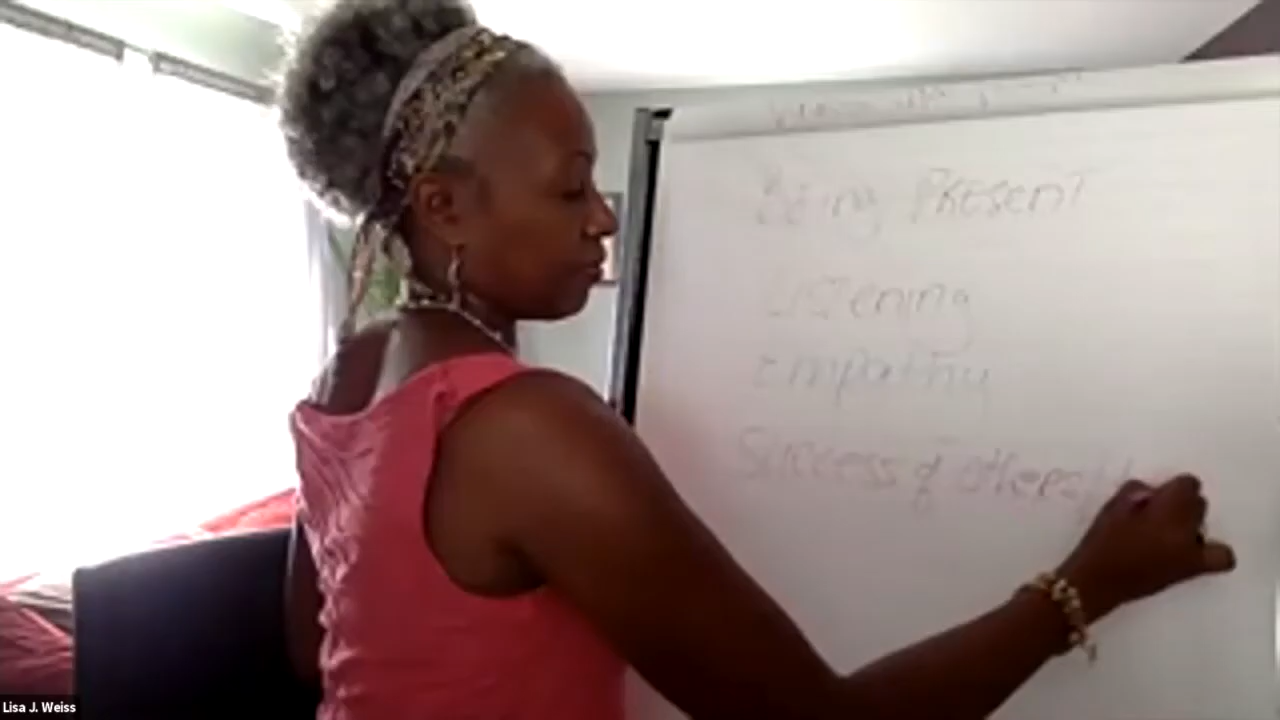 Being Present
Listening
Empathy
Success of others
Lisa J. Weiss